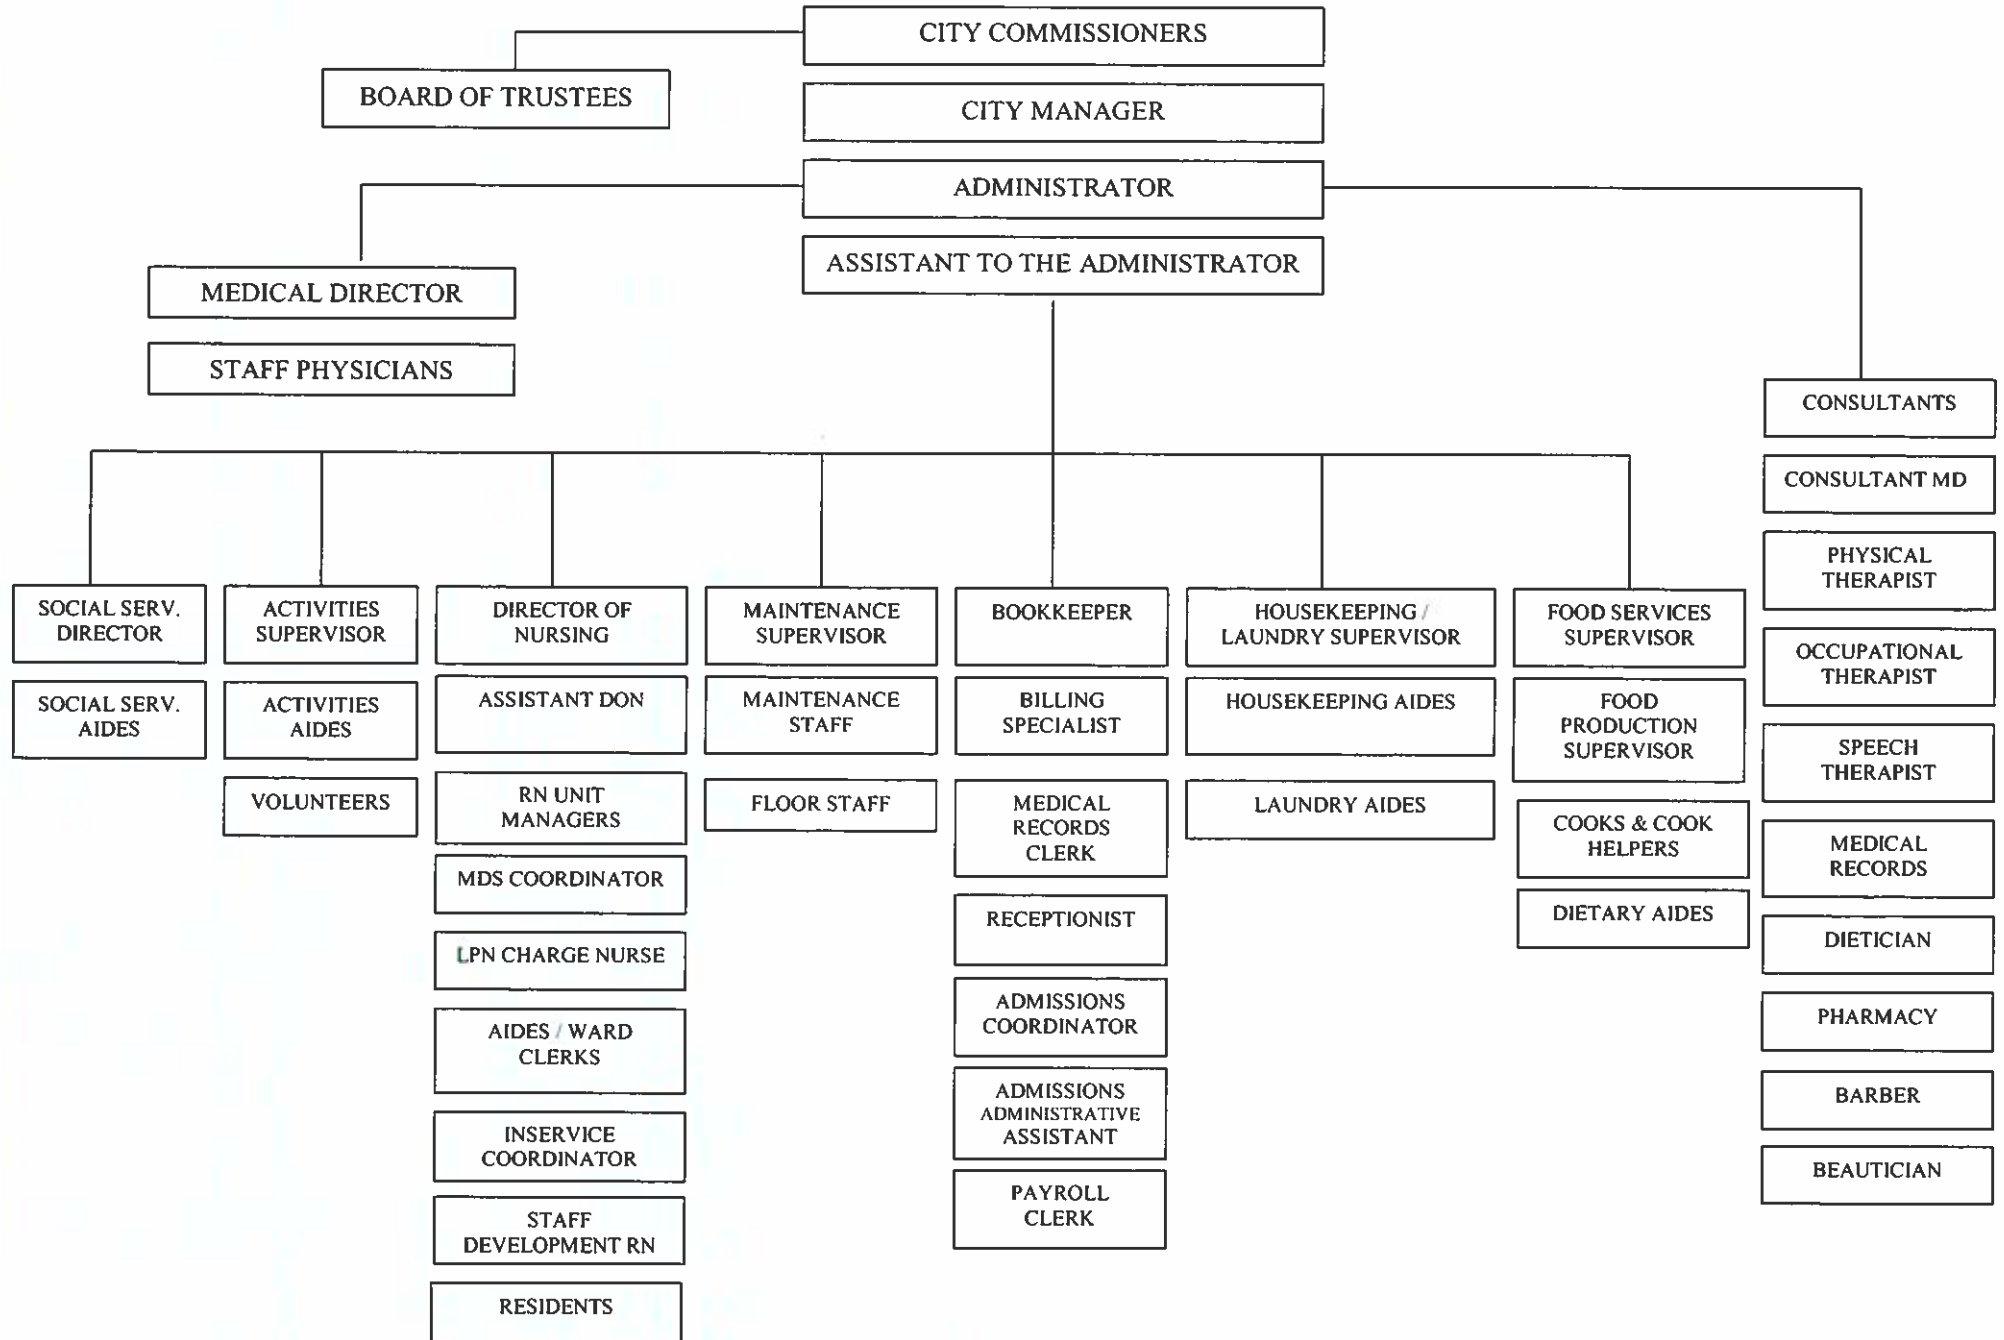 CITY COMMISSIONERS
BOARD OF TRUSTEES
CITY MANAGER
ADMINISTRATOR
ASSISTANT TO THE ADMINISTRATOR
MEDICAL DIRECTOR
STAFF PHYSICIANS
SOCIAL SERV.
DIRECTOR
SOCIAL SERV.
AIDES
ACTIVITIES
SUPERVISOR
ACTIVITIES
AIDES
VOLUNTEERS
DIRECTOR OF
NURSING
ASSISTANT DON
RN UNIT
MANAGERS
MDS COORDINATOR
LPN CHARGE NURSE
AIDES / WARD
CLERKS
INSERVICE
COORDINATOR
STAFF
DEVELOPMENT RN
RESIDENTS
MAINTENANCE
SUPERVISOR
MAINTENANCE
STAFF
FLOOR STAFF
BOOKKEEPER
BILLING
SPECIALIST
MEDICAL
RECORDS
CLERK
RECEPTIONIST
ADMISSIONS
COORDINATOR
ADMISSIONS
ADMINISTRATIVE
ASSISTANT
PAYROLL
CLERK
HOUSEKEEPING /
LAUNDRY SUPERVISOR
HOUSEKEEPING AIDES
LAUNDRY AIDES
FOOD SERVICES
SUPERVISOR
FOOD
PRODUCTION
SUPERVISOR
COOKS & COOK
HELPERS
DIETARY AIDES
CONSULTANTS
CONSULTANT MD
PHYSICAL
THERAPIST
OCCUPATIONAL
THERAPIST
SPEECH
THERAPIST
MEDICAL
RECORDS
DIETICIAN
PHARMACY
BARBER
BEAUTICIAN